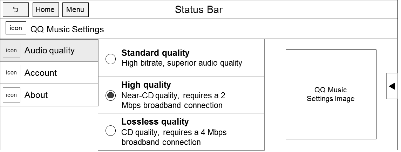 Home Menu Status Bar
icon QQ Music Settings
icon Audio quality
icon Account
icon About
Standard quality
High bitrate, superior audio quality
High quality
Near-CD quality, requires a 2
Mbps broadband connection
Lossless quality
CD quality, requires a 4 Mbps
broadband connection
QQ Music
Settings Image